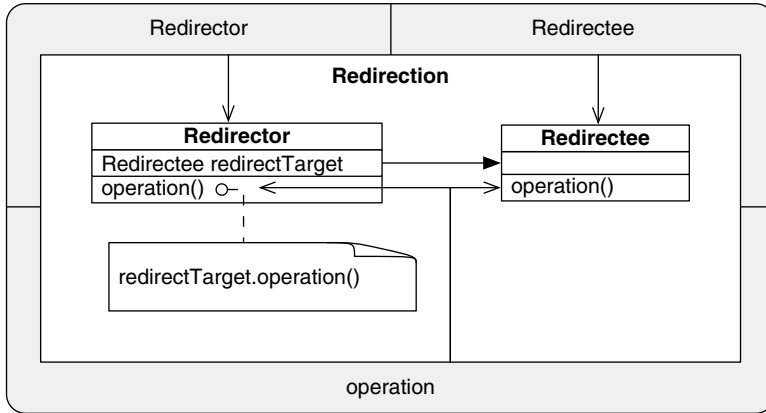 Redirector
Redirectee
Redirection
Redirector
Redirectee redirectTarget
operation()
Redirectee
operation()
redirectTarget.operation()
operation